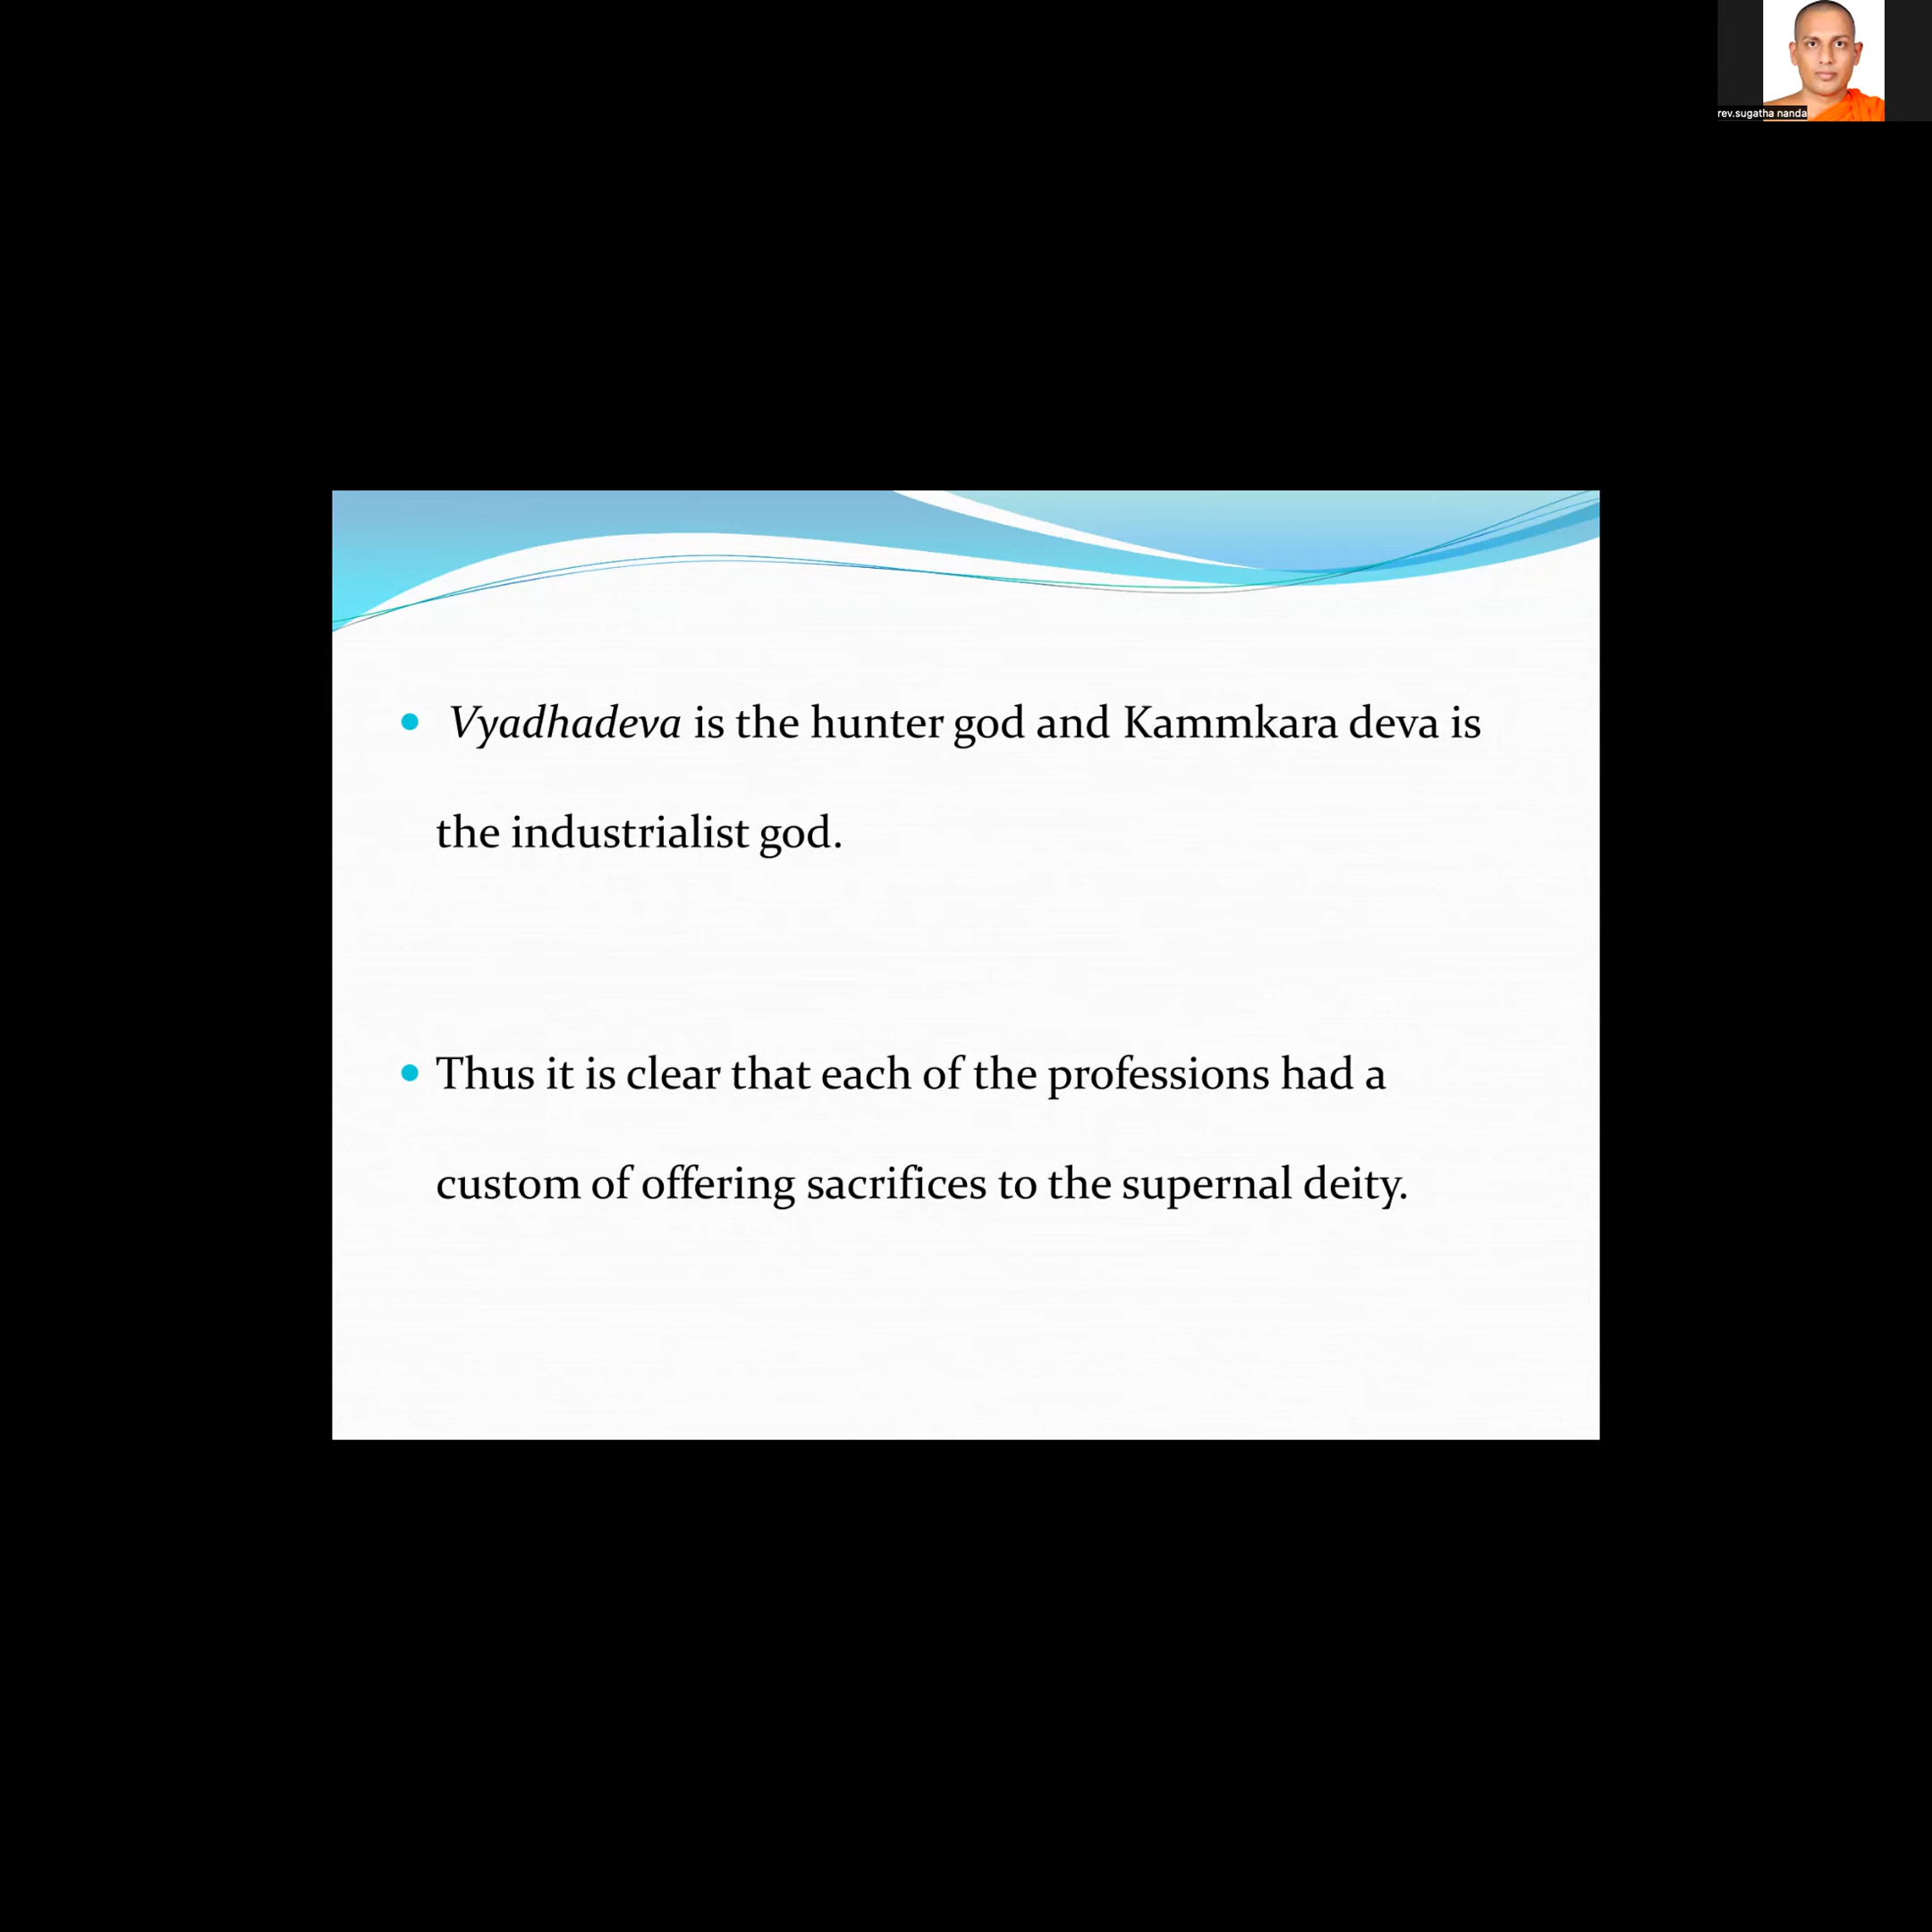 rev.sugatha nanda
Vyadhadeva is the hunter god and Kammkara deva is
the industrialist god.
Thus it is clear that each of the professions had a
custom of offering sacrifices to the supernal deity.